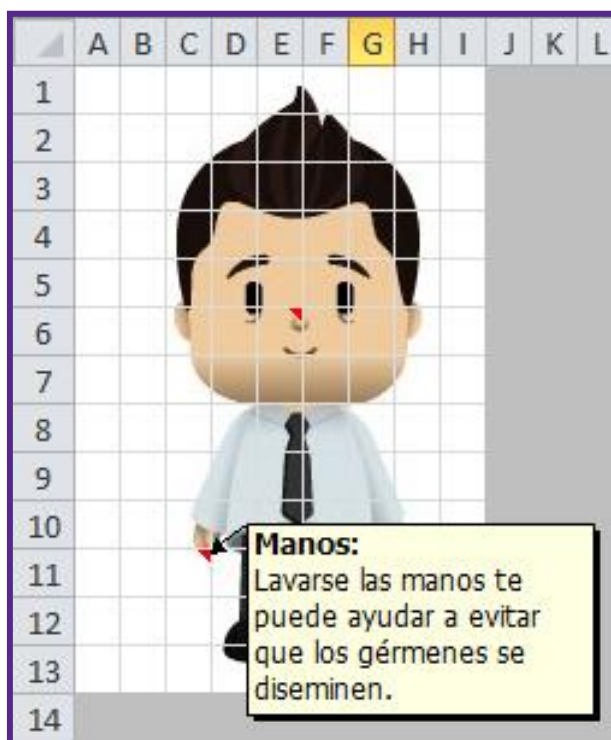 A B C D E F G H I J K L
1
2
3
4
5
6
7
8
9
10
11
12
13
14
Manos:
Lavarse las manos te
puede ayudar a evitar
que los gérmenes se
diseminen.